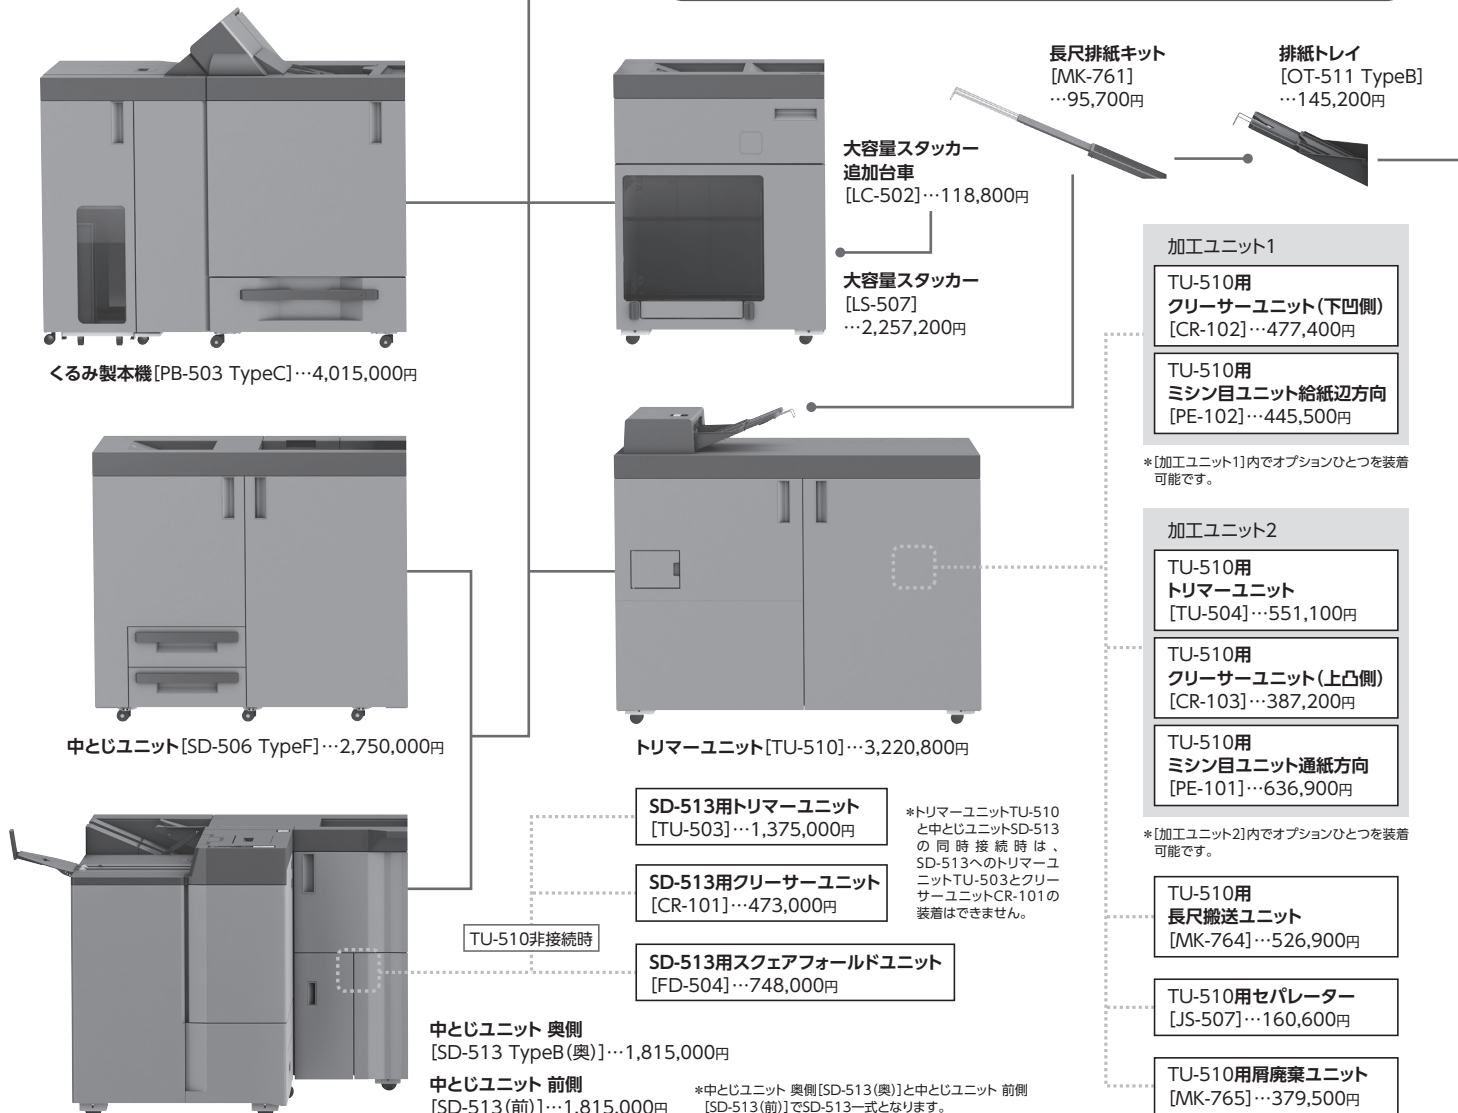 長尺排紙キット
[MK-761]
…95,700円
排紙トレイ
[OT-511 TypeB]
…145,200円
大容量スタッカー
追加台車
[LC-502]…118,800円
大容量スタッカー
[LS-507]
…2,257,200円
くるみ製本機[PB-503 TypeC]…4,015,000円
加工ユニット1
TU-510用
クリーサーユニット(下凹側)
[CR-102]…477,400円
TU-510用
ミシン目ユニット給紙辺方向
[PE-102]…445,500円
*[加工ユニット1]内でオプションひとつを装着
可能です。
加工ユニット2
TU-510用
トリマーユニット
[TU-504]…551,100円
TU-510用
クリーサーユニット(上凸側)
[CR-103]…387,200円
TU-510用
ミシン目ユニット通紙方向
[PE-101]…636,900円
*[加工ユニット2]内でオプションひとつを装着
可能です。
中とじユニット[SD-506 TypeF]…2,750,000円
トリマーユニット[TU-510]…3,220,800円
SD-513用トリマーユニット
[TU-503]…1,375,000円
SD-513用クリーサーユニット
[CR-101]…473,000円
TU-510非接続時
SD-513用スクェアフォールドユニット
[FD-504]…748,000円
*トリマーユニットTU-510
と中とじユニットSD-513
の同時接続時は、
SD-513へのトリマーユ
ニットTU-503とクリー
サーユニットCR-101の
装着はできません。
TU-510用
長尺搬送ユニット
[MK-764]…526,900円
TU-510用セパレーター
[JS-507]…160,600円
TU-510用屑廃棄ユニット
[MK-765]…379,500円
中とじユニット 奥側
[SD-513 TypeB(奥)]…1,815,000円
中とじユニット 前側
[SD-513(前)]…1,815,000円
*中とじユニット 奥側[SD-513(奥)]と中とじユニット 前側
[SD-513(前)]でSD-513一式となります。